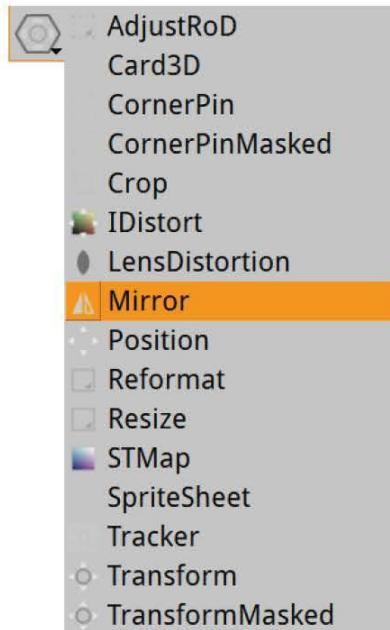 AdjustRoD
Card3D
CornerPin
CornerPinMasked
Crop
IDistort
LensDistortion
Mirror
Position
Reformat
Resize
STMap
SpriteSheet
Tracker
Transform
TransformMasked